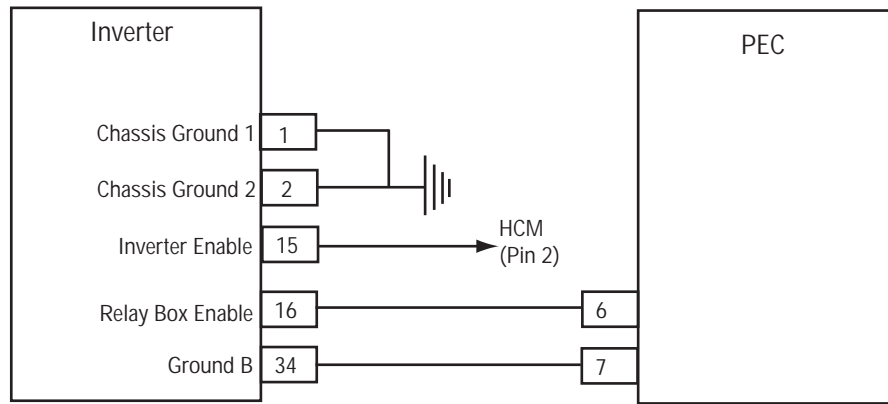 Inverter
PEC
Chassis Ground 1
1
Chassis Ground 2
2
Inverter Enable
15
HCM
(Pin 2)
Relay Box Enable
16
6
Ground B
34
7